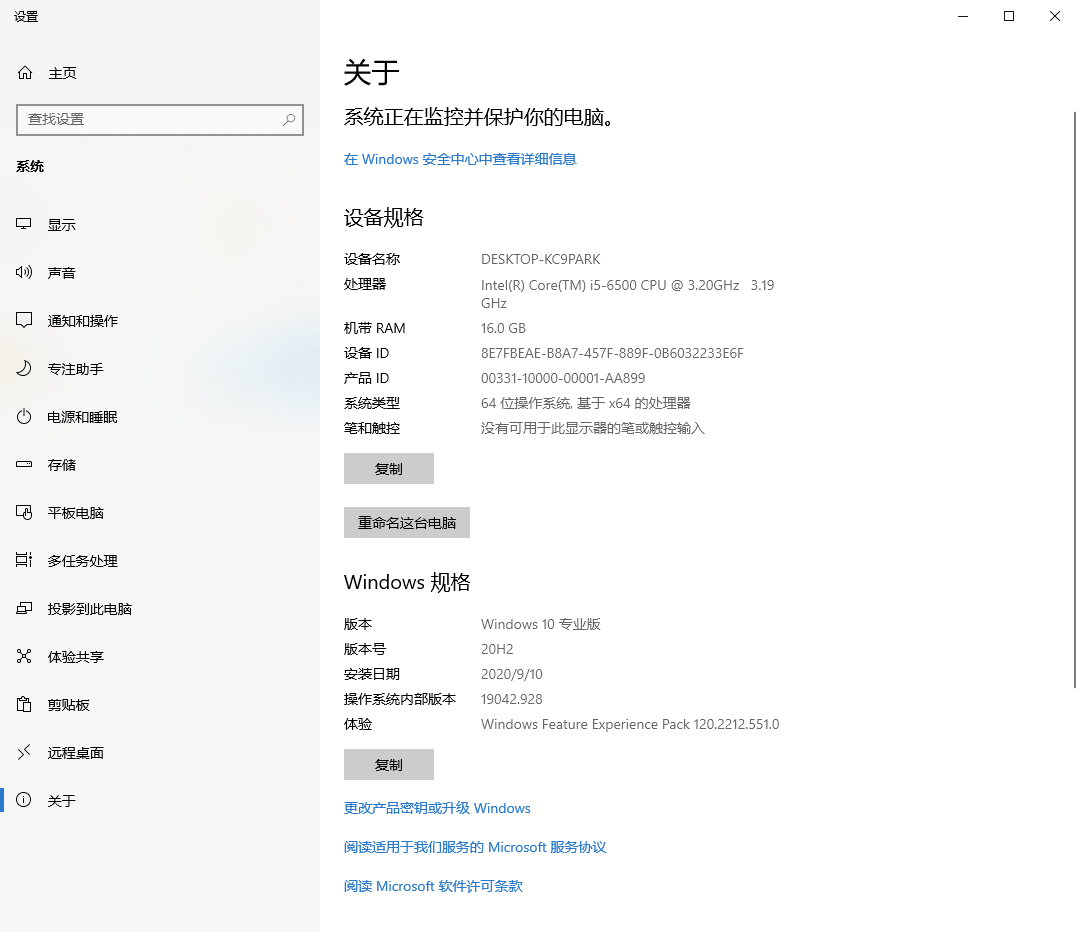 设置
主页
查找设置
系统
显示
声音
通知和操作
专注助手
电源和睡眠
存储
平板电脑
多任务处理
投影到此电脑
体验共享
剪贴板
远程桌面
关于
关于
系统正在监控并保护你的电脑。
在 Windows 安全中心中查看详细信息
设备规格
设备名称 DESKTOP-KC9PARK
处理器 Intel(R) Core(TM) i5-6500 CPU @ 3.20GHz 3.19
GHz
机带 RAM 16.0 GB
设备 ID 8E7FBEAE-B8A7-457F-889F-0B6032233E6F
产品 ID 00331-10000-00001-AA899
系统类型 64 位操作系统, 基于 x64 的处理器
笔和触控 没有可用于此显示器的笔或触控输入
复制
重命名这台电脑
Windows 规格
版本 Windows 10 专业版
版本号 20H2
安装日期 2020/9/10
操作系统内部版本 19042.928
体验 Windows Feature Experience Pack 120.2212.551.0
复制
更改产品密钥或升级 Windows
阅读适用于我们服务的 Microsoft 服务协议
阅读 Microsoft 软件许可条款